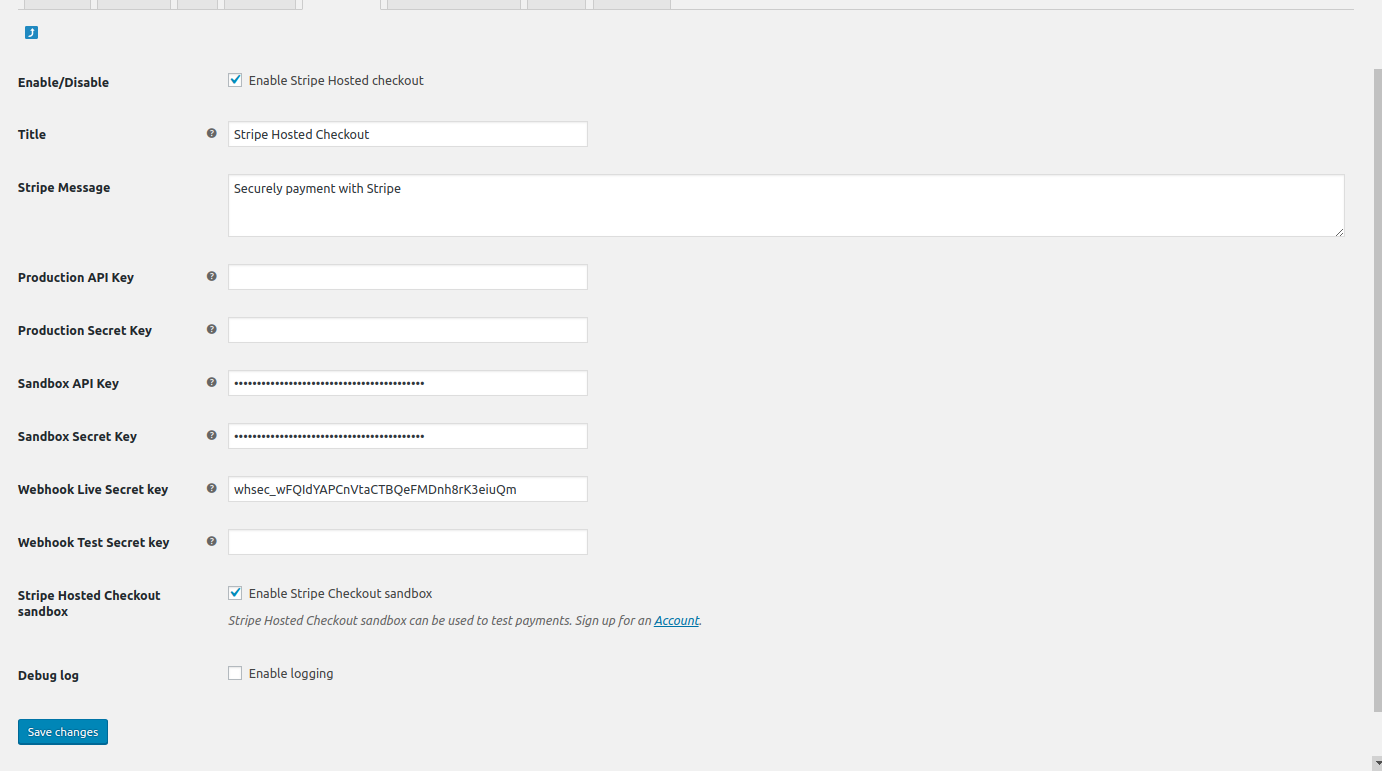 Enable/Disable
Enable Stripe Hosted checkout
Title
Stripe Hosted Checkout
Stripe Message
Securely payment with Stripe
Production API Key
Production Secret Key
Sandbox API Key
••••••••••••••••••••••••••••••••••••••••••
Sandbox Secret Key
••••••••••••••••••••••••••••••••••••••••••
Webhook Live Secret key
whsec_wFQIdYAPCnVtaCTBQeFMDnh8rK3eiuQm
Webhook Test Secret key
Stripe Hosted Checkout
sandbox
Enable Stripe Checkout sandbox
Stripe Hosted Checkout sandbox can be used to test payments. Sign up for an Account.
Debug log
Enable logging
Save changes